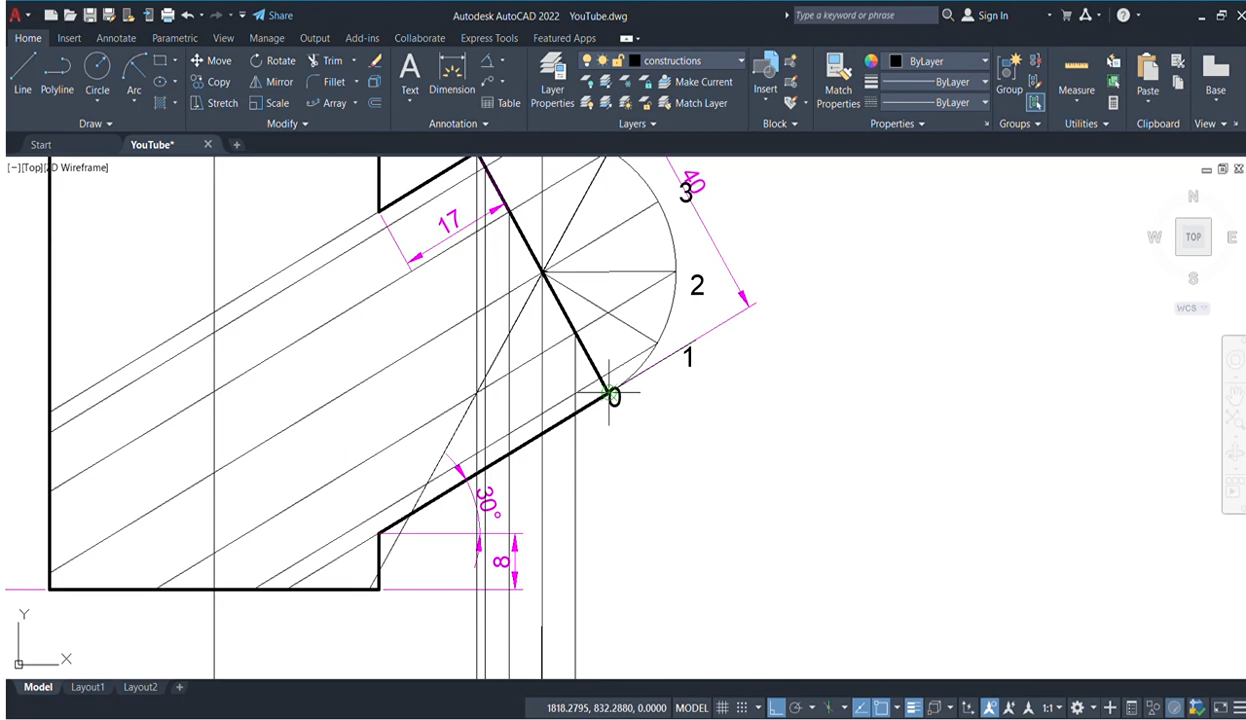 Share
Autodesk AutoCAD 2022 YouTube.dwg
Type a keyword or phrase
Sign In
Home Insert Annotate Parametric View Manage Output Add-ins Collaborate Express Tools Featured Apps
Line Polyline Circle Arc
Move Rotate Trim
Copy Mirror Fillet
Stretch Scale Array
Text Dimension Table
Layer Properties
constructions
Make Current
Match Layer
Insert
Match Properties
ByLayer
ByLayer
ByLayer
Group
Measure
Paste
Base
Draw Modify Annotation Layers Block Properties Groups Utilities Clipboard View
Start YouTube*
[−][Top][2D Wireframe]
N
W TOP E
S
WCS
40
3
17
2
1
0
30°
8
Y
X
Model Layout1 Layout2 +
1818.2795, 832.2880, 0.0000 MODEL 1:1